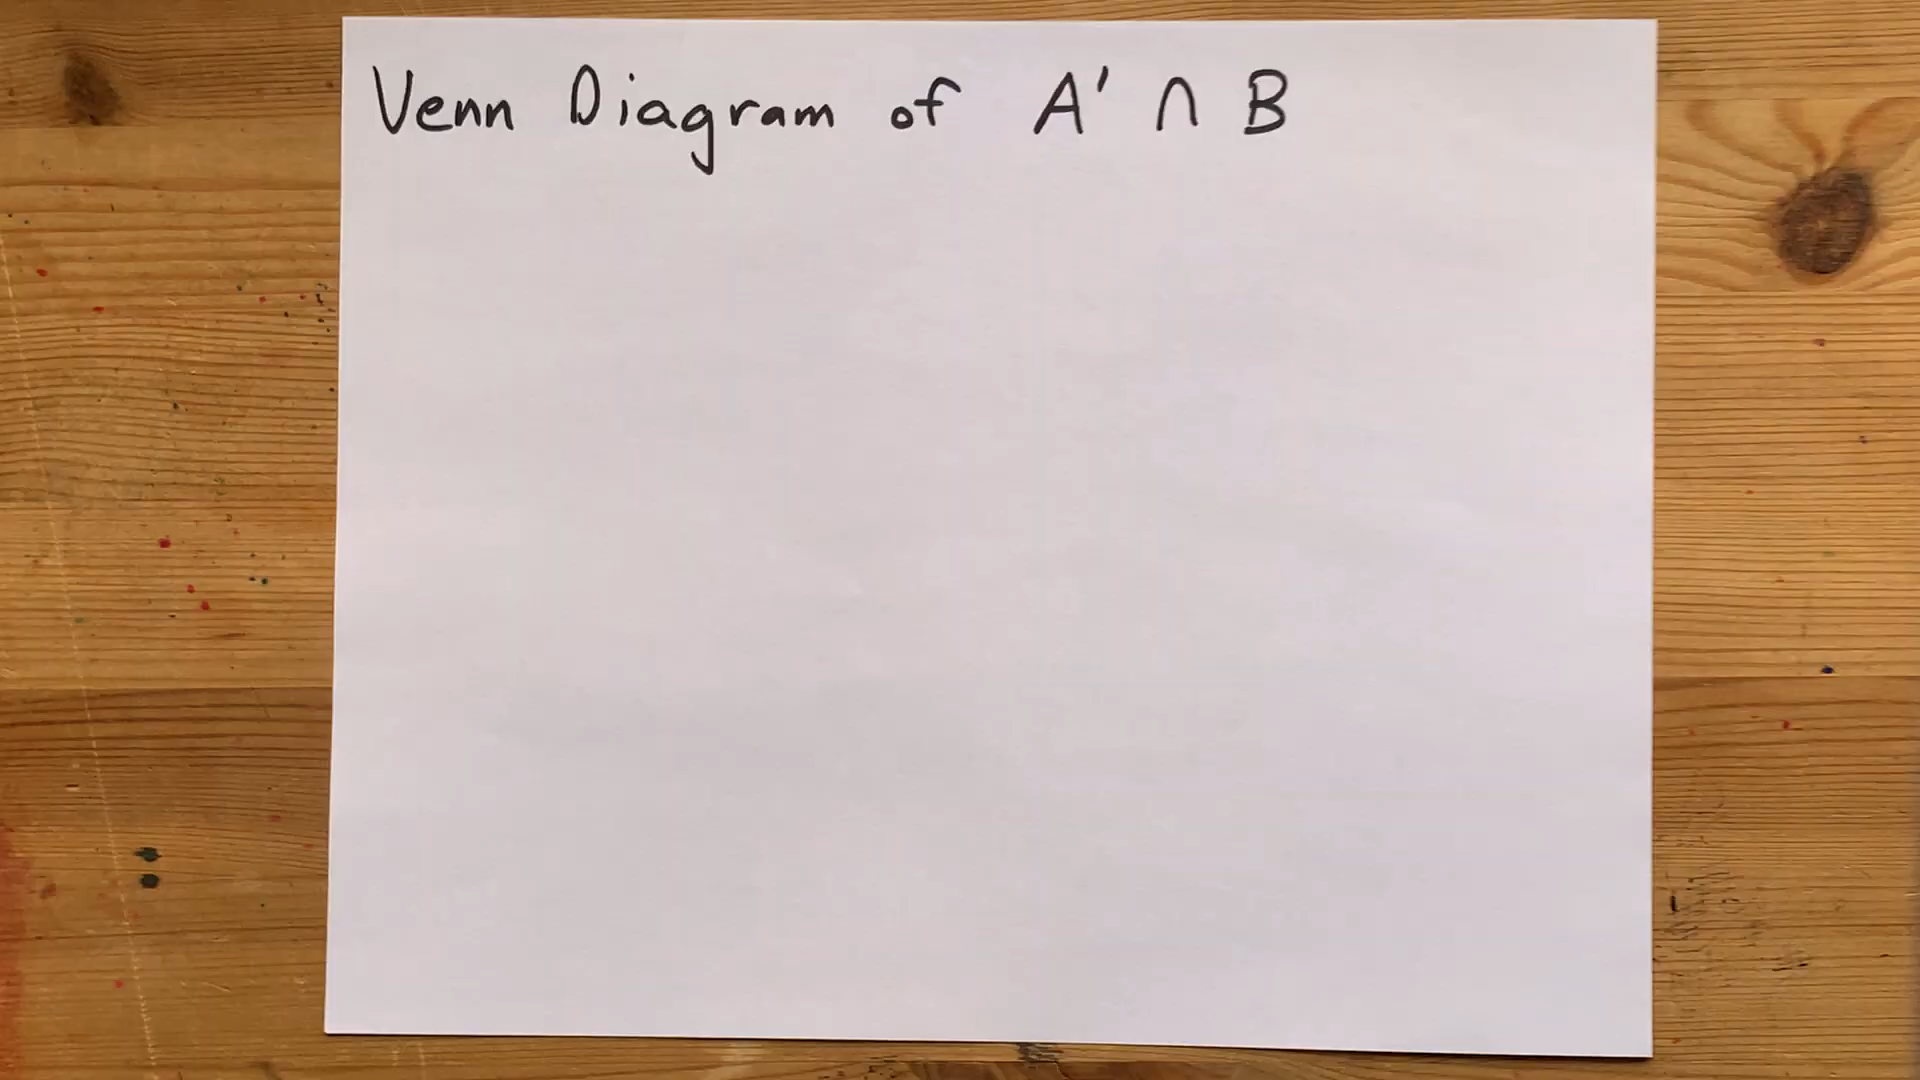 Venn Diagram of A' ∩ B